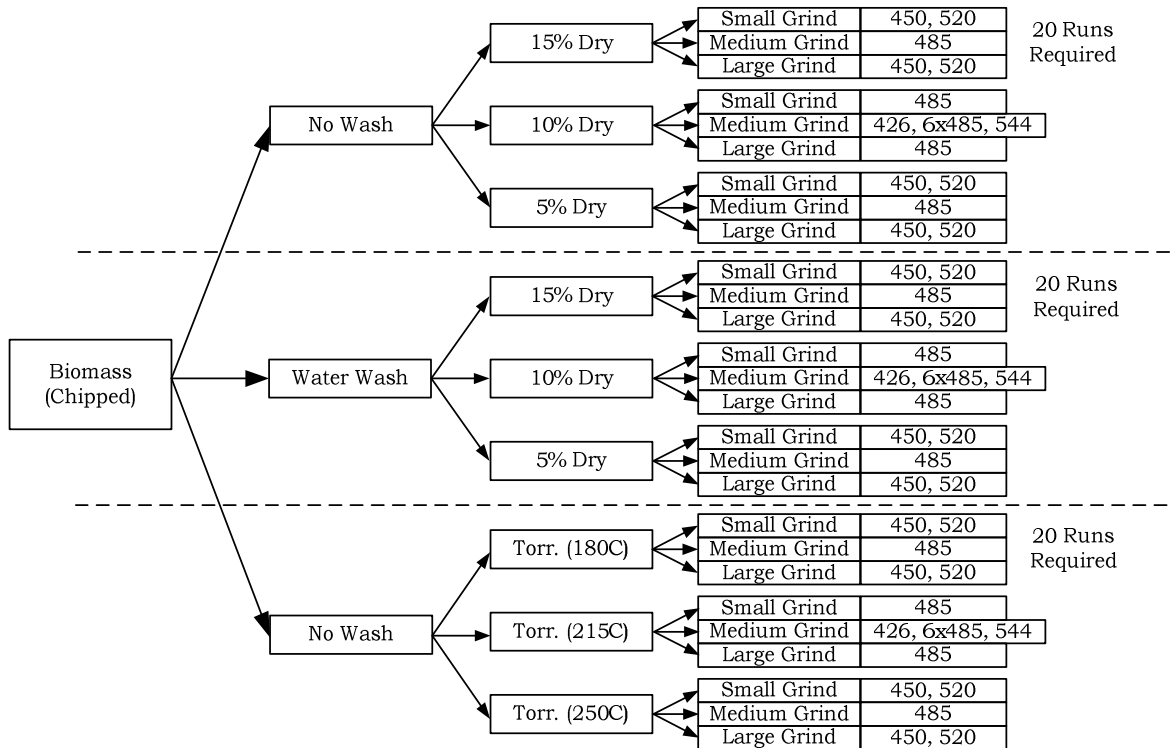 Biomass
(Chipped)
No Wash
15% Dry
Small Grind 450, 520
Medium Grind 485
Large Grind 450, 520
20 Runs
Required
10% Dry
Small Grind 485
Medium Grind 426, 6x485, 544
Large Grind 485
5% Dry
Small Grind 450, 520
Medium Grind 485
Large Grind 450, 520
Water Wash
15% Dry
Small Grind 450, 520
Medium Grind 485
Large Grind 450, 520
20 Runs
Required
10% Dry
Small Grind 485
Medium Grind 426, 6x485, 544
Large Grind 485
5% Dry
Small Grind 450, 520
Medium Grind 485
Large Grind 450, 520
No Wash
Torr. (180C)
Small Grind 450, 520
Medium Grind 485
Large Grind 450, 520
20 Runs
Required
Torr. (215C)
Small Grind 485
Medium Grind 426, 6x485, 544
Large Grind 485
Torr. (250C)
Small Grind 450, 520
Medium Grind 485
Large Grind 450, 520